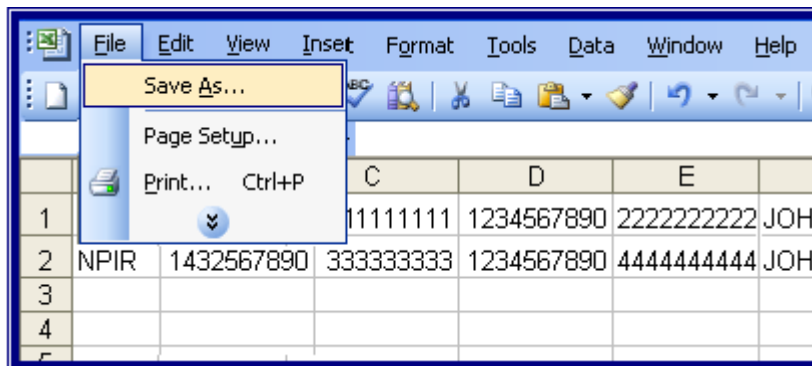 File Edit View Inset Format Tools Data Window Help
Save As...
ABC
Page Setup...
Print... Ctrl+P
C D E
1 1234567890 2222222222 JOH
2 NPIR 1432567890 333333333 1234567890 4444444444 JOH
3
4